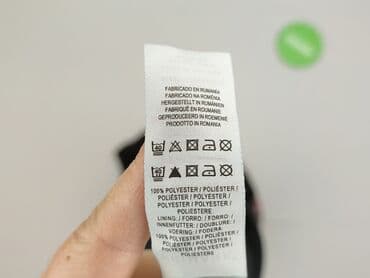 FABRICADO EN RUMANIA
FABRICADO NA ROMÉNIA
HERGESTELLT IN RUMÄNIEN
FABRIQUÉ EN ROUMANIE
GEPRODUCEERD IN ROEMENIË
PRODOTTO IN ROMANIA
40
40
100% POLYESTER / POLIÉSTER /
POLYESTER / POLIÉSTER /
POLYESTER / POLYESTER /
POLIESTERE:
LINING: / FORRO: / FORRO: /
INNENFUTTER: / DOUBLURE: /
VOERING: / FODERA:
100% POLYESTER / POLIÉSTER /
POLYESTER / POLIÉSTER /
POLYESTER / POLYESTER /
POLIESTERE